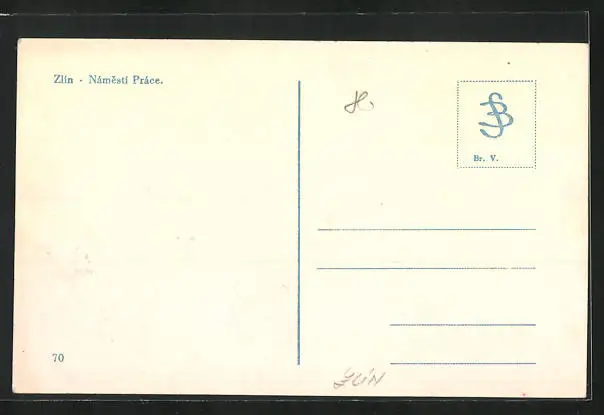 Zlín - Náměstí Práce.
Br. V.
70
ZLÍN